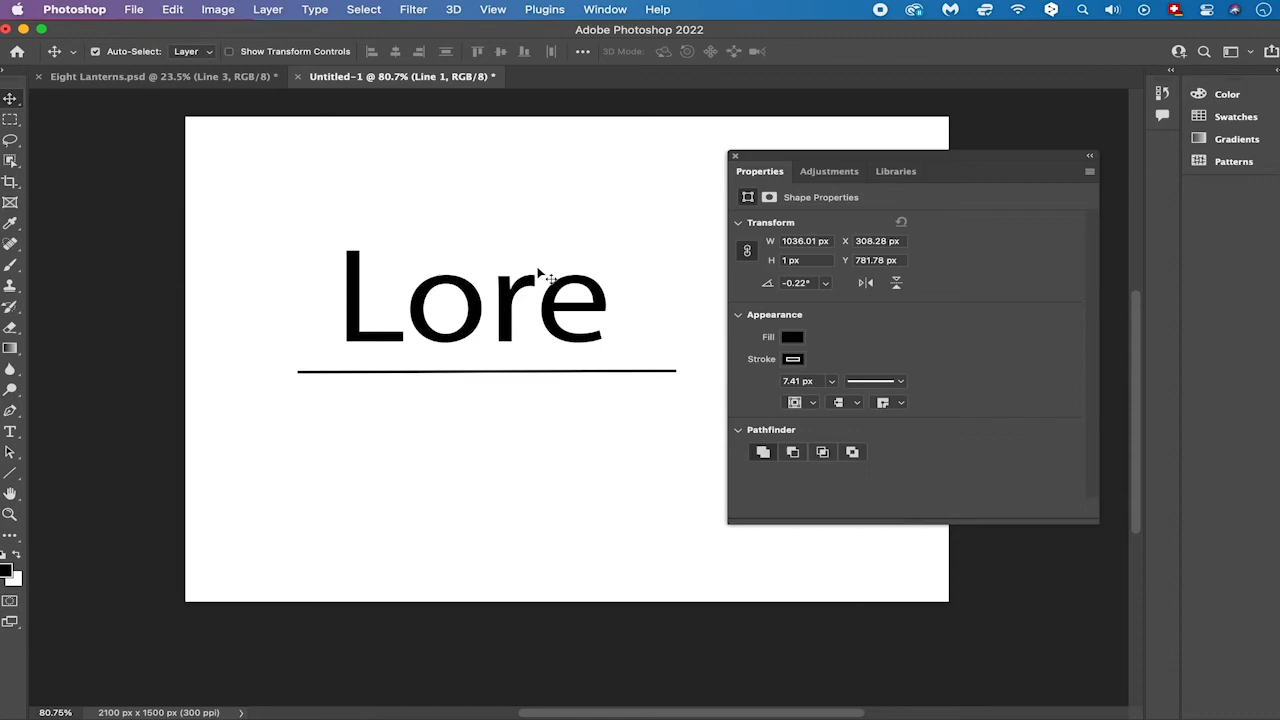 Photoshop File Edit Image Layer Type Select Filter 3D View Plugins Window Help
Adobe Photoshop 2022
Auto-Select: Layer Show Transform Controls 3D Mode:
Eight Lanterns.psd @ 23.5% (Line 3, RGB/8) * Untitled-1 @ 80.7% (Line 1, RGB/8) *
Color
Swatches
Gradients
Patterns
Properties Adjustments Libraries
Shape Properties
Transform
W 1036.01 px X 308.28 px
H 1 px Y 781.78 px
-0.22°
Appearance
Fill
Stroke
7.41 px
Pathfinder
Lore
80.75% 2100 px x 1500 px (300 ppi)